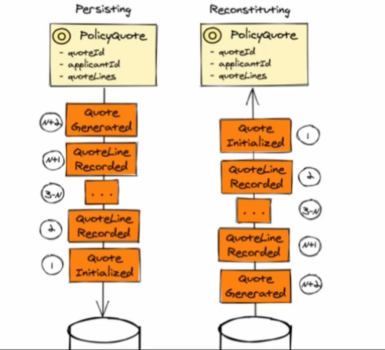 Persisting
PolicyQuote
- quoteId
- applicantId
- quoteLines
N+2
Quote
Generated
N+1
QuoteLine
Recorded
3-N
...
2
QuoteLine
Recorded
1
Quote
Initialized
Reconstituting
PolicyQuote
- quoteId
- applicantId
- quoteLines
Quote
Initialized
1
QuoteLine
Recorded
2
...
3-N
QuoteLine
Recorded
N+1
Quote
Generated
N+2